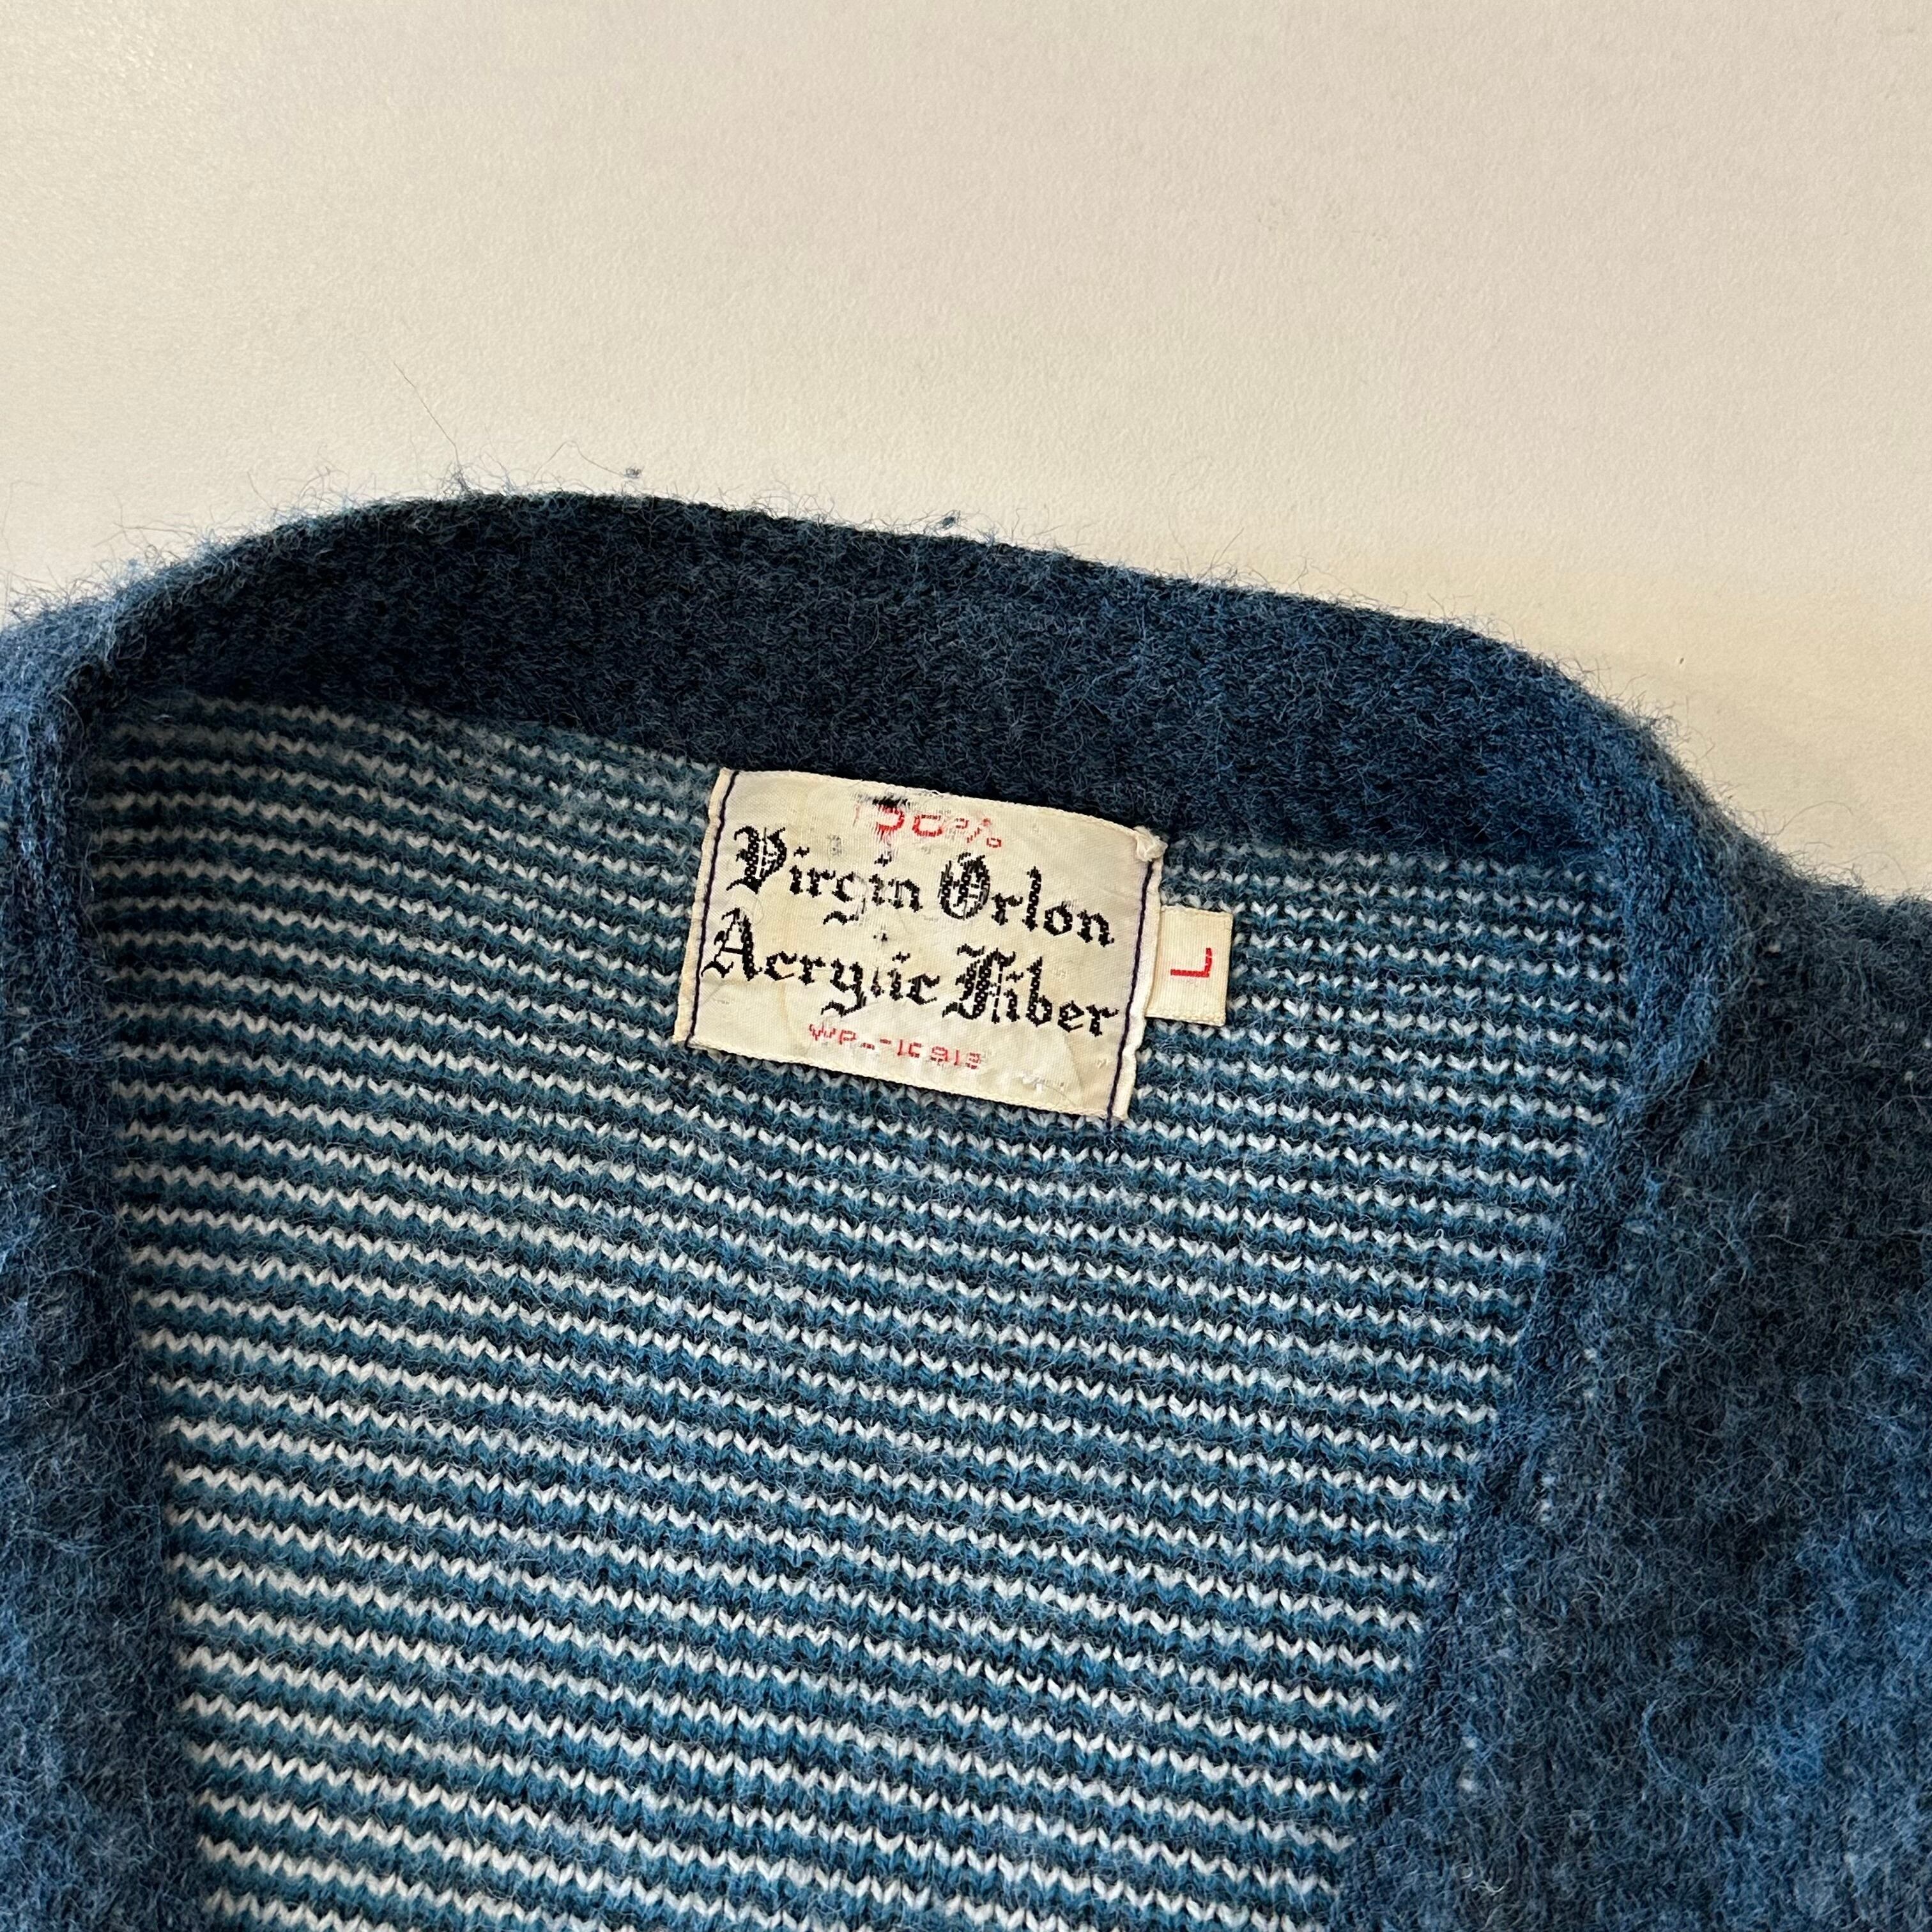 100%
Virgin Orlon
Acrylic Fiber
L